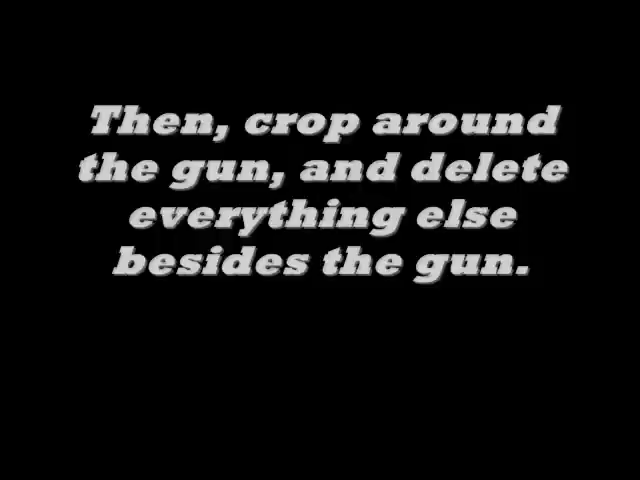 Then, crop around
the gun, and delete
everything else
besides the gun.